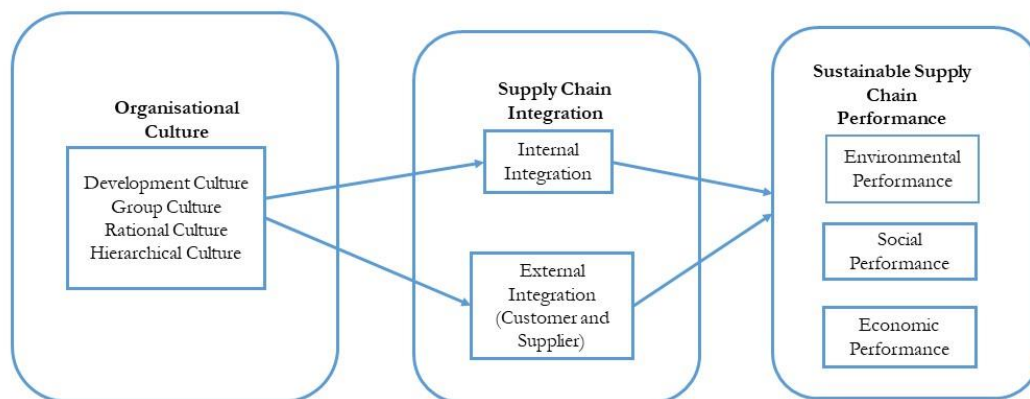 Organisational
Culture
Development Culture
Group Culture
Rational Culture
Hierarchical Culture
Supply Chain
Integration
Internal
Integration
External
Integration
(Customer and
Supplier)
Sustainable Supply
Chain
Performance
Environmental
Performance
Social
Performance
Economic
Performance